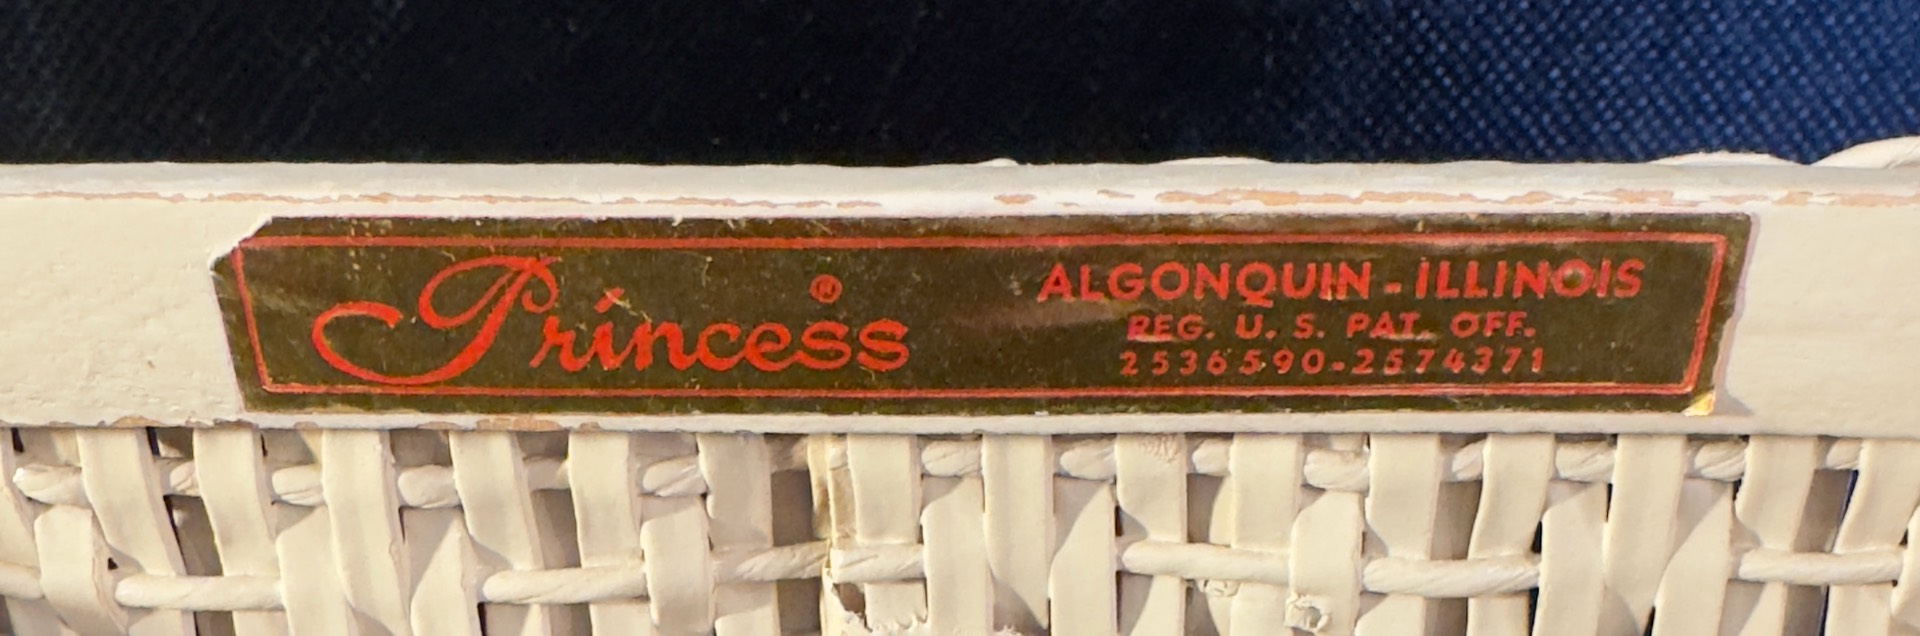 Princess®
ALGONQUIN - ILLINOIS
REG. U. S. PAT. OFF.
2536590-2574371